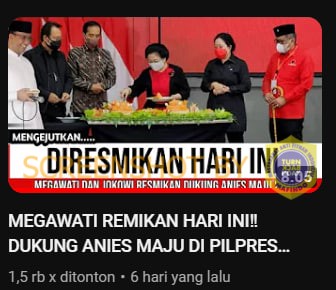 MENGEJUTKAN.....
DIRESMIKAN HARI INI
MEGAWATI DAN JOKOWI RESMIKAN DUKUNG ANIES MAJU
TURN
8:05
MEGAWATI REMIKAN HARI INI!!
DUKUNG ANIES MAJU DI PILPRES...
1,5 rb x ditonton • 6 hari yang lalu